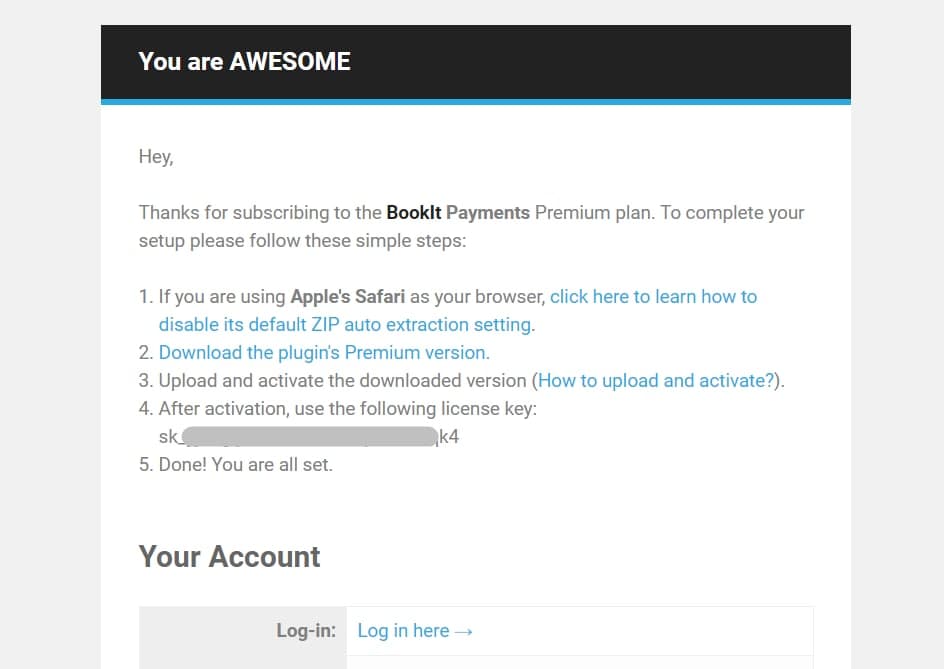 You are AWESOME
Hey,
Thanks for subscribing to the BookIt Payments Premium plan. To complete your
setup please follow these simple steps:
1. If you are using Apple's Safari as your browser, click here to learn how to
disable its default ZIP auto extraction setting.
2. Download the plugin's Premium version.
3. Upload and activate the downloaded version (How to upload and activate?).
4. After activation, use the following license key:
sk_ k4
5. Done! You are all set.
Your Account
Log-in: Log in here →